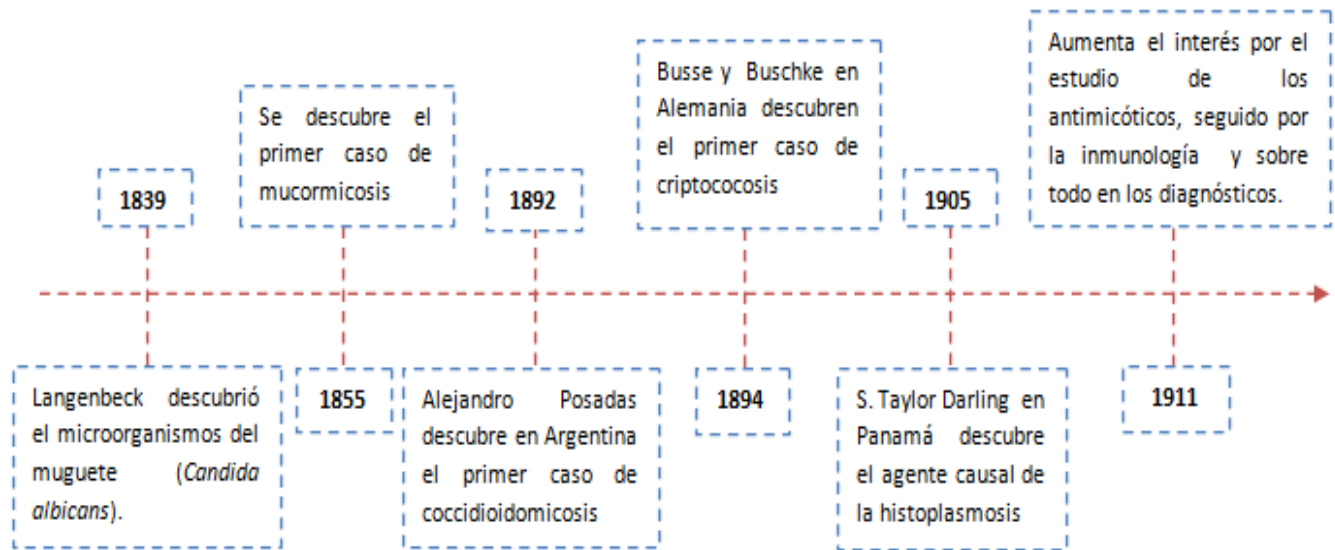 1839
Langenbeck descubrió
el microorganismos del
muguete (Candida
albicans).
Se descubre el
primer caso de
mucormicosis
1855
1892
Alejandro Posadas
descubre en Argentina
el primer caso de
coccidioidomicosis
Busse y Buschke en
Alemania descubren
el primer caso de
criptococosis
1894
1905
S. Taylor Darling en
Panamá descubre
el agente causal de
la histoplasmosis
Aumenta el interés por el
estudio de los
antimicóticos, seguido por
la inmunología y sobre
todo en los diagnósticos.
1911